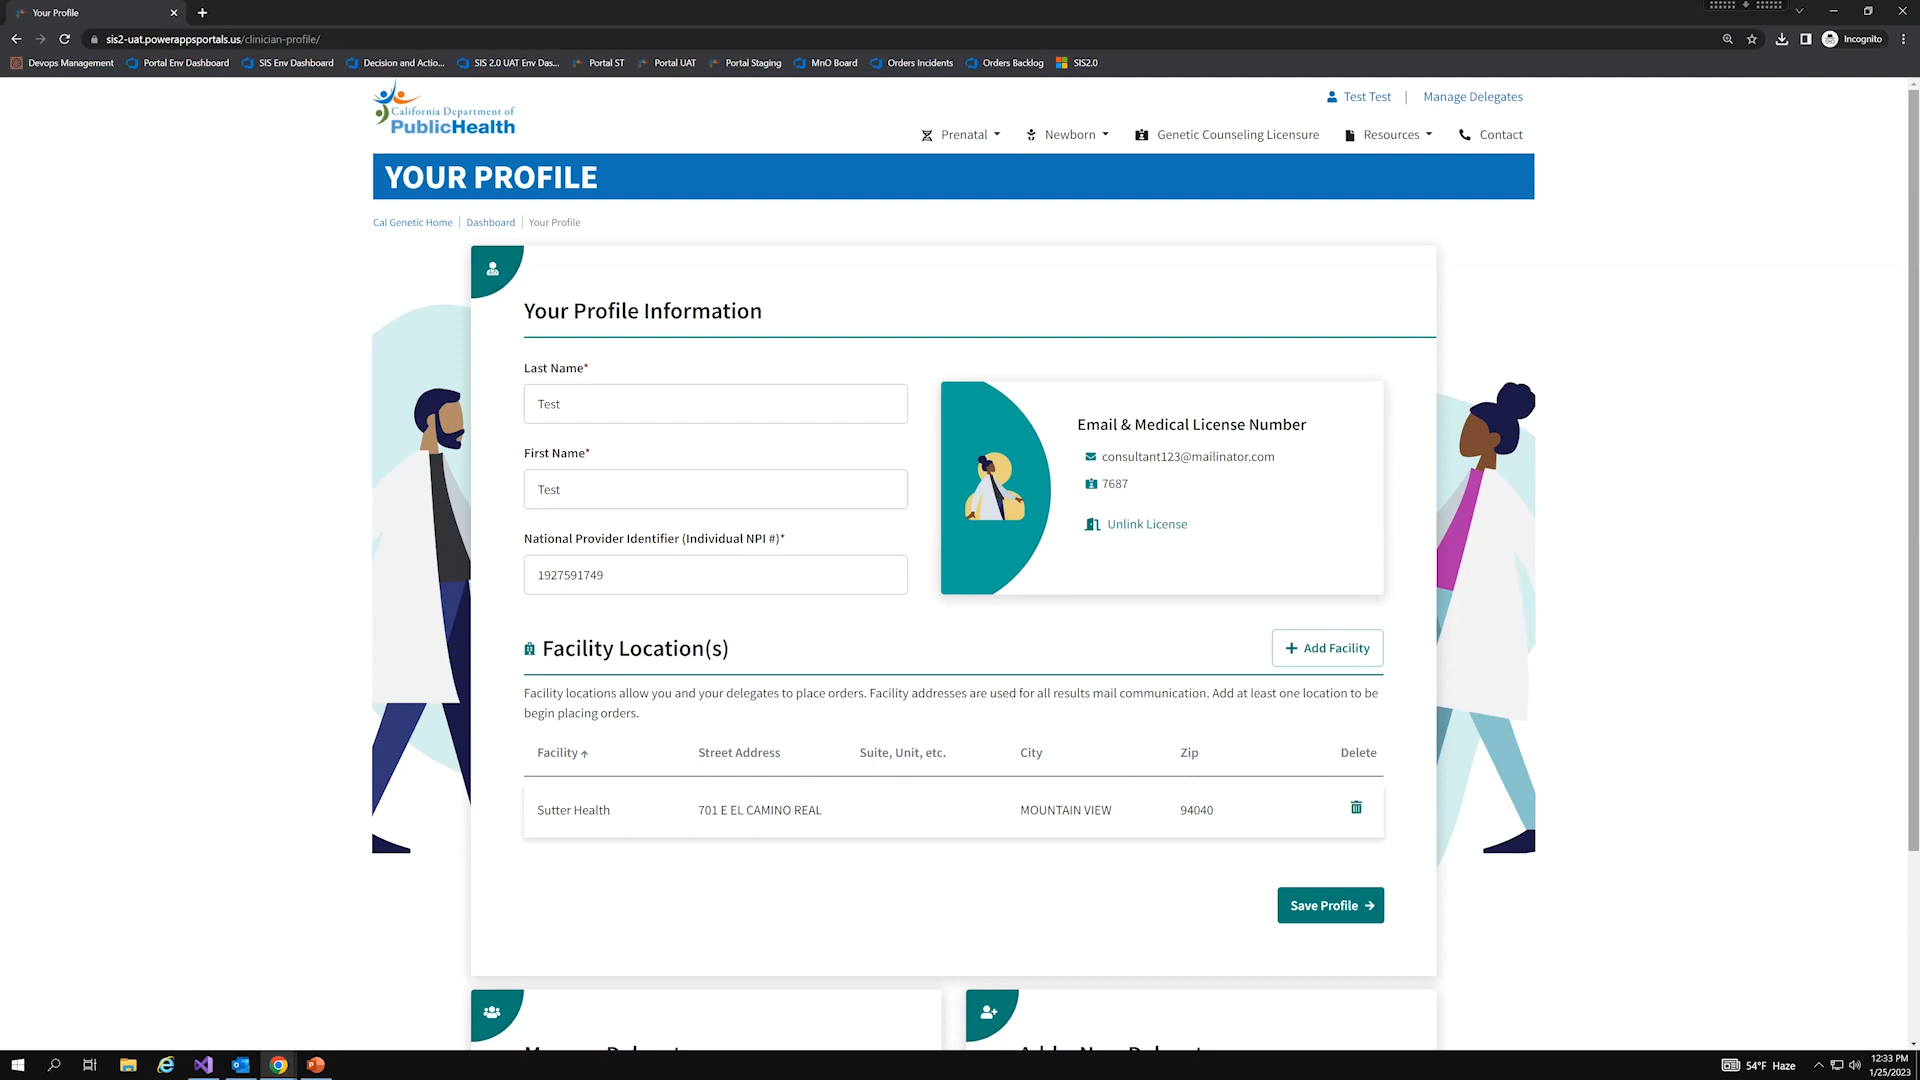 Your Profile
sis2-uat.powerappsportals.us/clinician-profile/
Incognito
Devops Management
Portal Env Dashboard
SIS Env Dashboard
Decision and Actio...
SIS 2.0 UAT Env Das...
Portal ST
Portal UAT
Portal Staging
MnO Board
Orders Incidents
Orders Backlog
SIS2.0
California Department of
PublicHealth
Test Test
Manage Delegates
Prenatal
Newborn
Genetic Counseling Licensure
Resources
Contact
YOUR PROFILE
Cal Genetic Home
Dashboard
Your Profile
Your Profile Information
Last Name*
Test
First Name*
Test
National Provider Identifier (Individual NPI #)*
1927591749
Email & Medical License Number
consultant123@mailinator.com
7687
Unlink License
Facility Location(s)
Add Facility
Facility locations allow you and your delegates to place orders. Facility addresses are used for all results mail communication. Add at least one location to be
begin placing orders.
Facility Street Address Suite, Unit, etc. City Zip Delete
Sutter Health 701 E EL CAMINO REAL MOUNTAIN VIEW 94040
Save Profile
54°F Haze
12:33 PM
1/25/2023